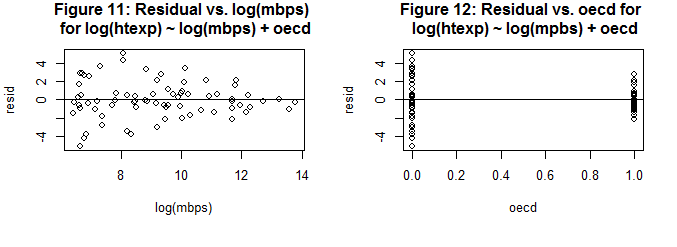 Figure 11: Residual vs. log(mbps)
for log(htexp) ~ log(mbps) + oecd
resid
4
2
0
-4
8
10
12
14
log(mbps)
Figure 12: Residual vs. oecd for
log(htexp) ~ log(mpbs) + oecd
resid
4
2
0
-4
0.0
0.2
0.4
0.6
0.8
1.0
oecd